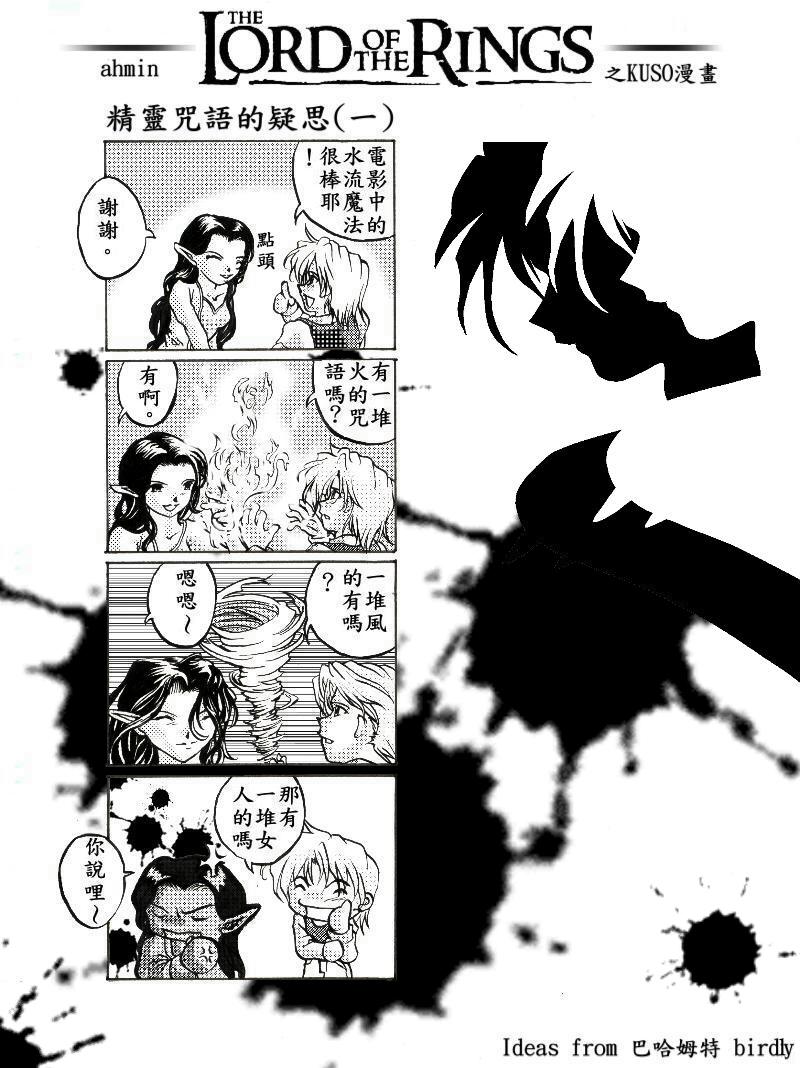 THE LORD OF THE RINGS
ahmin
之KUSO漫畫
精靈咒語的疑思(一)
電影中的
水流魔法
很棒耶
！
點頭
謝謝。
有一堆
火的咒
語嗎？
有啊。
一堆風
的有嗎
？
嗯嗯～
那有
一堆女
人的嗎
你說哩～
Ideas from 巴哈姆特 birdly